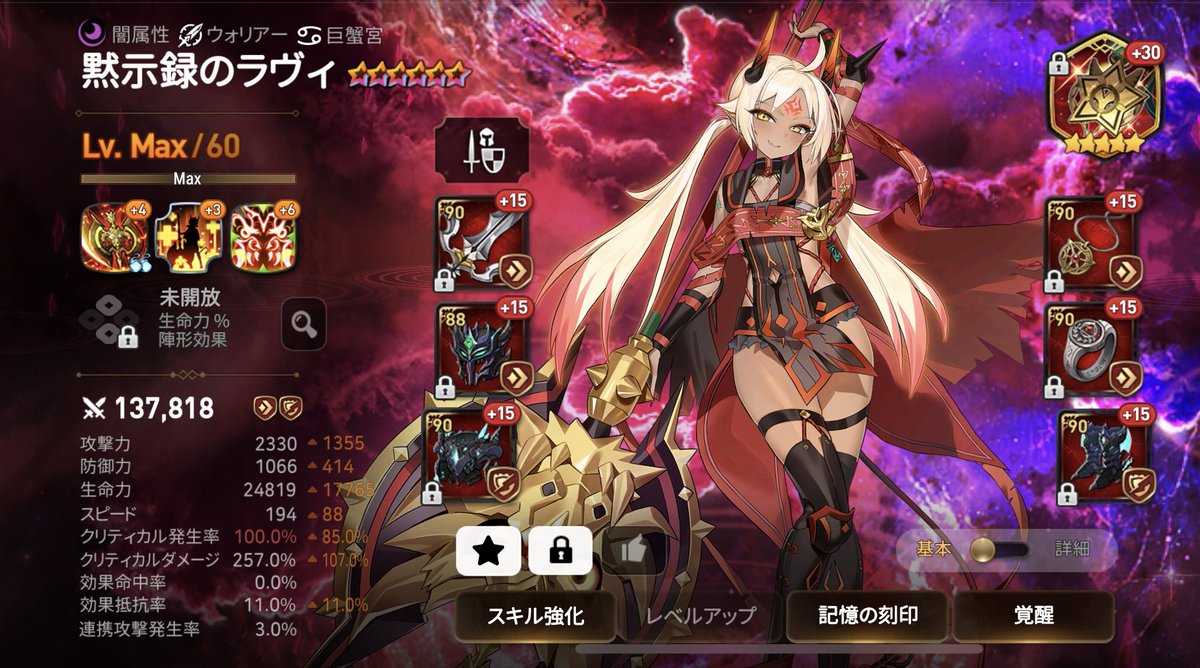 闇属性 ウォリアー 巨蟹宮
黙示録のラヴィ
Lv. Max/60
Max
+4 +3 +6
未開放
生命力%
陣形効果
137,818
攻撃力 2330 1355
防御力 1066 414
生命力 24819 17765
スピード 194 88
クリティカル発生率 100.0% 85.0%
クリティカルダメージ 257.0% 107.0%
効果命中率 0.0%
効果抵抗率 11.0% 11.0%
連携攻撃発生率 3.0%
90 +15
88 +15
90 +15
+30
90 +15
90 +15
90 +15
基本 詳細
スキル強化 レベルアップ 記憶の刻印 覚醒